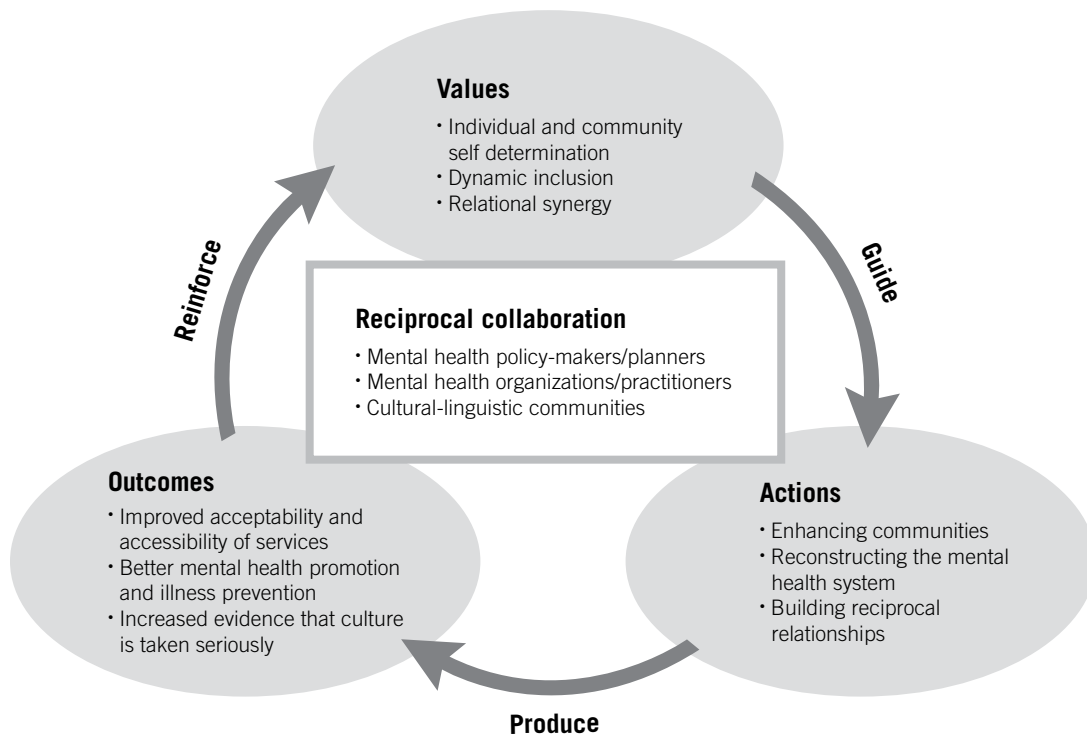 Values
• Individual and community
self determination
• Dynamic inclusion
• Relational synergy
Guide
Reinforce
Reciprocal collaboration
• Mental health policy-makers/planners
• Mental health organizations/practitioners
• Cultural-linguistic communities
Actions
• Enhancing communities
• Reconstructing the mental
health system
• Building reciprocal
relationships
Produce
Outcomes
• Improved acceptability and
accessibility of services
• Better mental health promotion
and illness prevention
• Increased evidence that culture
is taken seriously